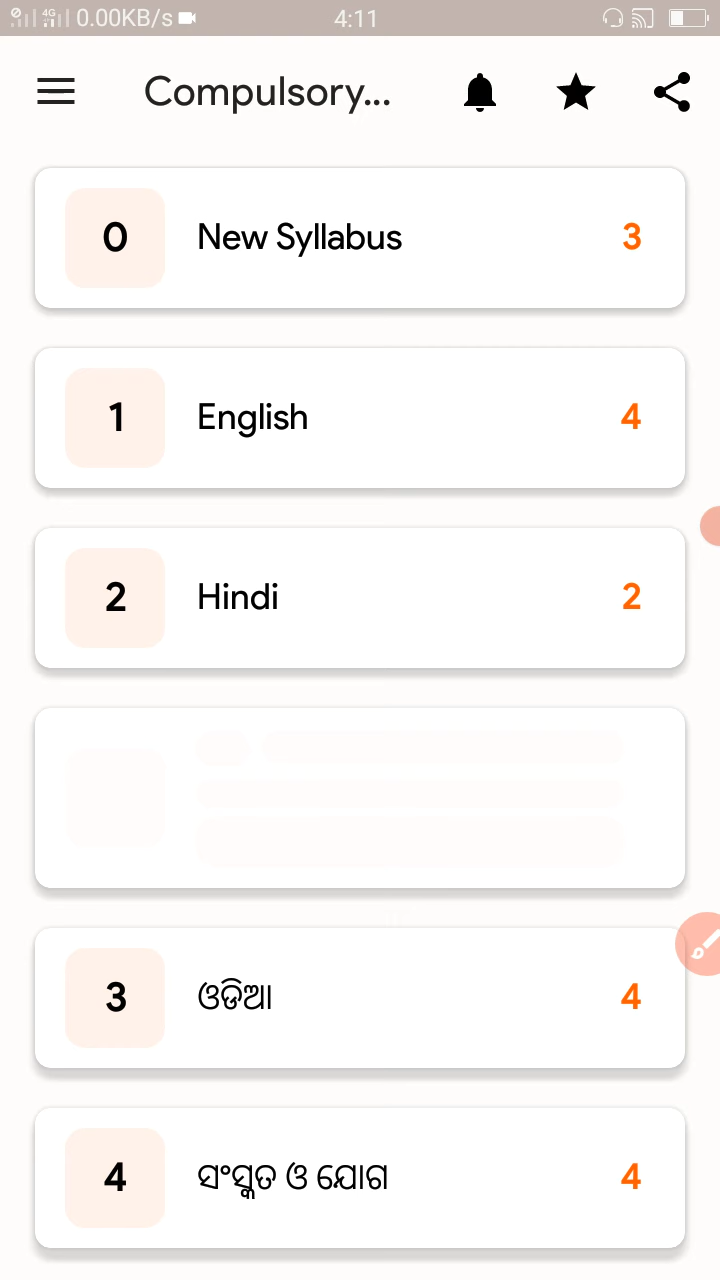 4G 0.00KB/s 4:11
Compulsory...
0 New Syllabus 3
1 English 4
2 Hindi 2
3 ଓଡିଆ 4
4 ସଂସ୍କୃତ ଓ ଯୋଗ 4